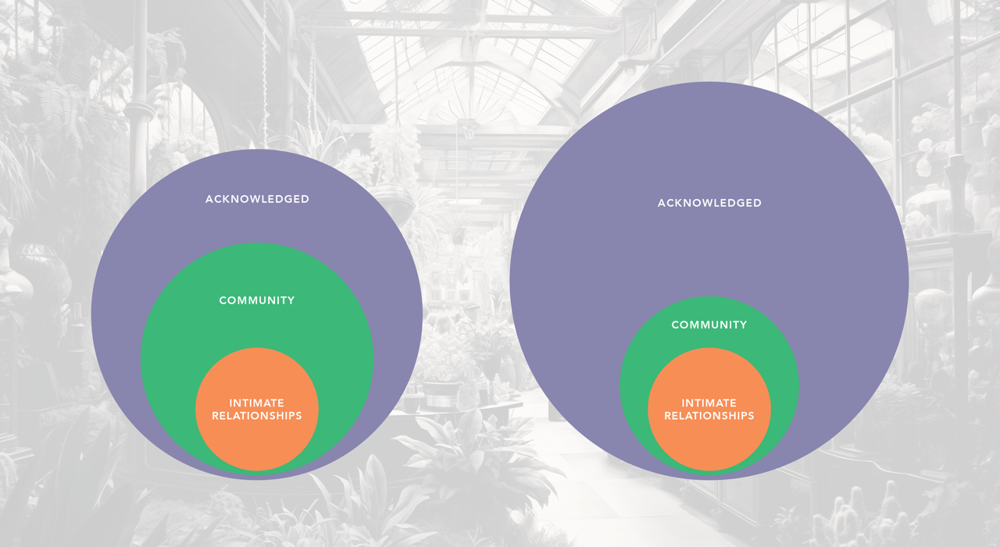 ACKNOWLEDGED
COMMUNITY
INTIMATE
RELATIONSHIPS
ACKNOWLEDGED
COMMUNITY
INTIMATE
RELATIONSHIPS